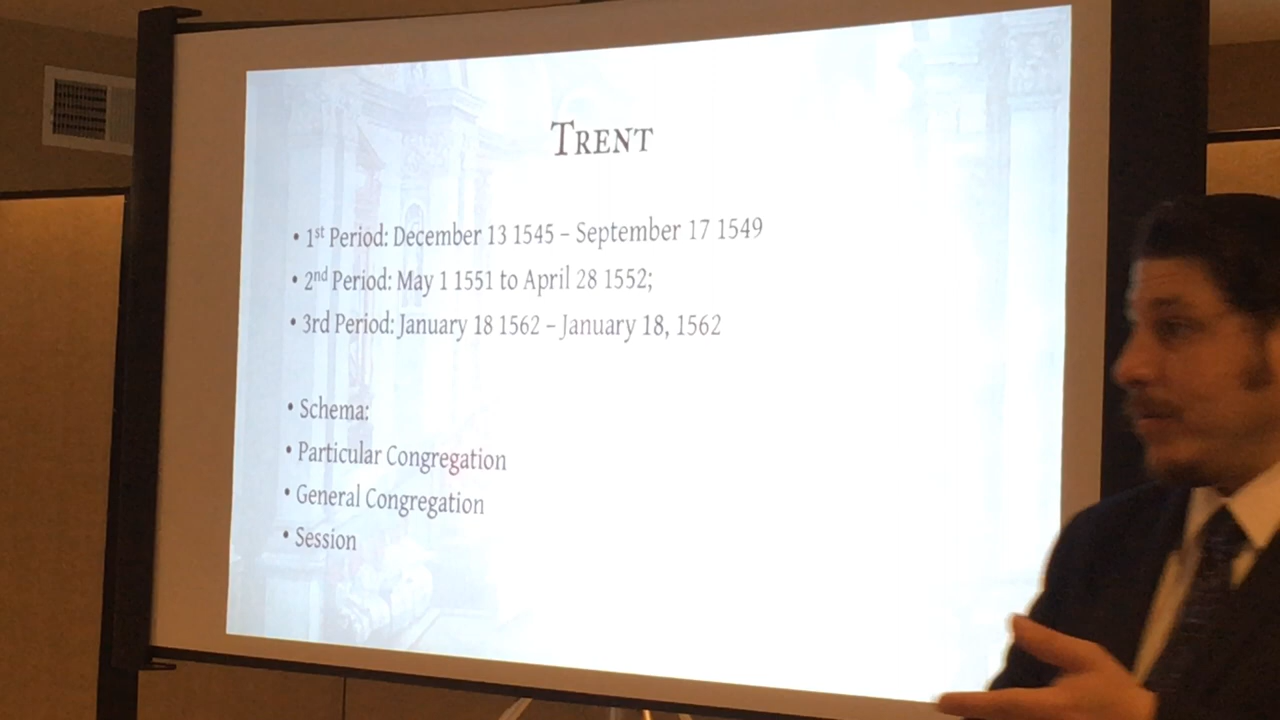 TRENT
• 1st Period: December 13 1545 – September 17 1549
• 2nd Period: May 1 1551 to April 28 1552;
• 3rd Period: January 18 1562 – January 18, 1562
• Schema:
• Particular Congregation
• General Congregation
• Session